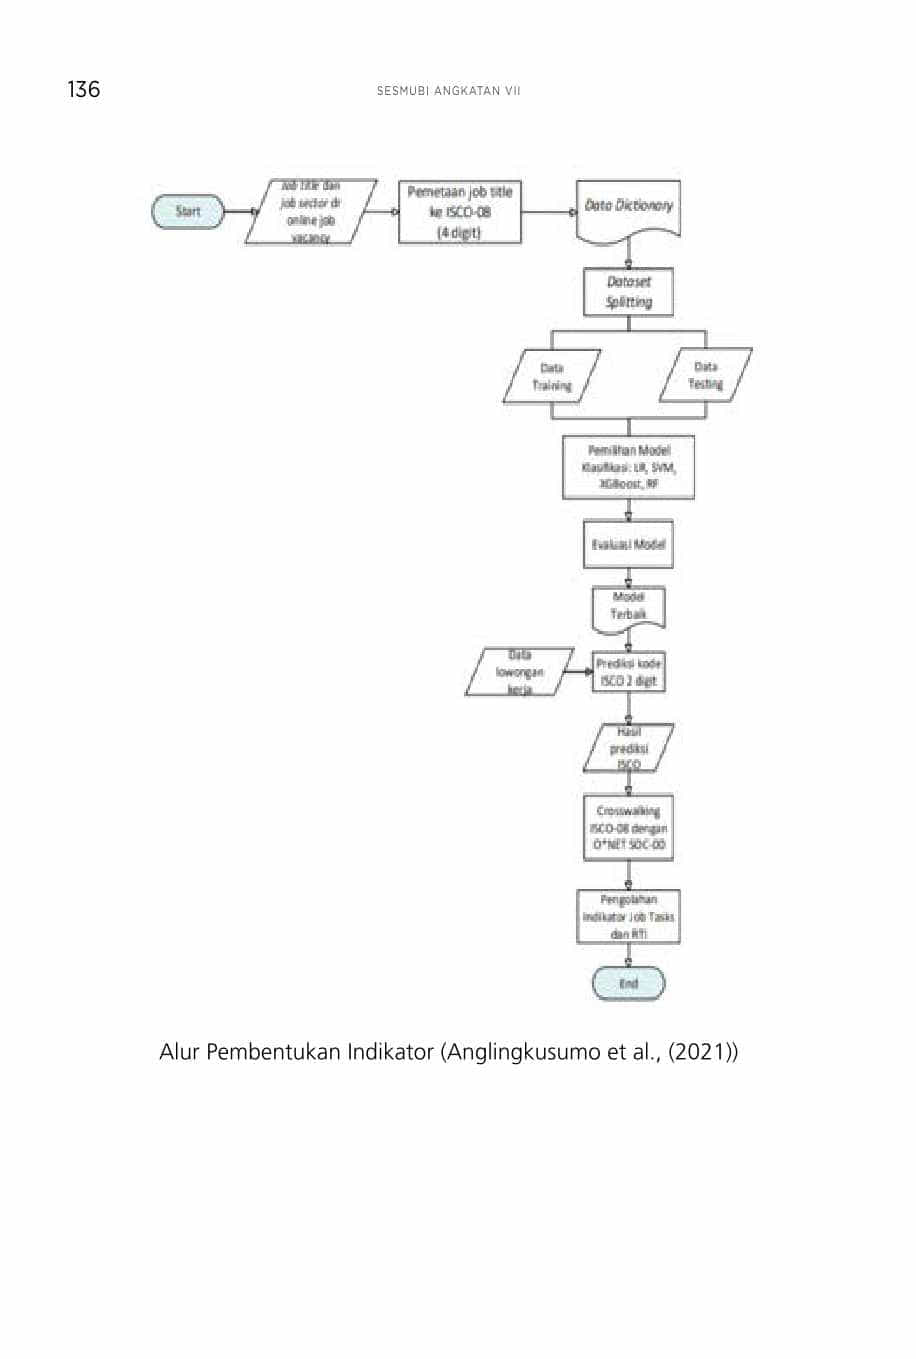 136
SESMUBI ANGKATAN VII
Start
Job title dan
job sector dr
online job
vacancy
Pemetaan job title
ke ISCO-08
(4 digit)
Data Dictionary
Dataset
Splitting
Data
Training
Data
Testing
Pemilihan Model
Klasifikasi: LR, SVM,
XGBoost, RF
Evaluasi Model
Model
Terbaik
Data
lowongan
kerja
Prediksi kode
ISCO 2 digit
Hasil
prediksi
ISCO
Crosswalking
ISCO-08 dengan
O*NET SOC-00
Pengolahan
Indikator Job Tasks
dan RTI
End
Alur Pembentukan Indikator (Anglingkusumo et al., (2021))